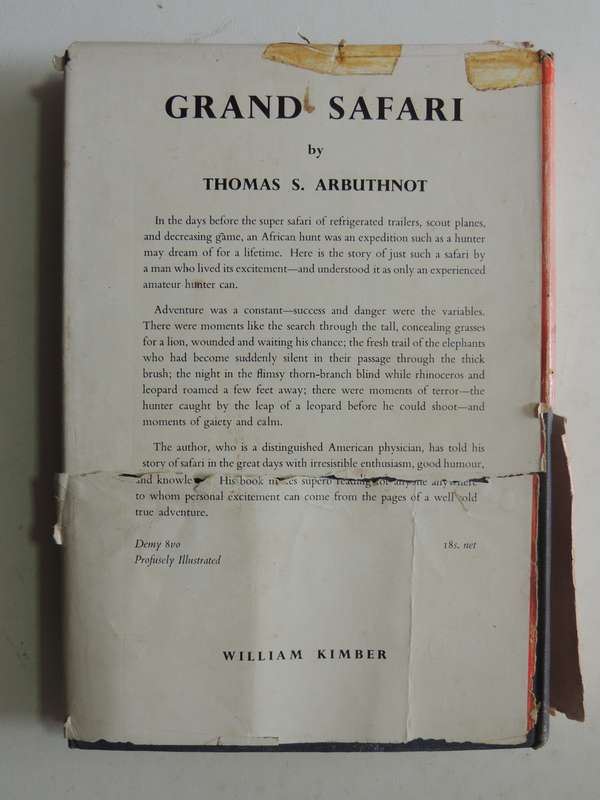 GRAND SAFARI
by
THOMAS S. ARBUTHNOT
In the days before the super safari of refrigerated trailers, scout planes,
and decreasing game, an African hunt was an expedition such as a hunter
may dream of for a lifetime. Here is the story of just such a safari by
a man who lived its excitement—and understood it as only an experienced
amateur hunter can.
Adventure was a constant—success and danger were the variables.
There were moments like the search through the tall, concealing grasses
for a lion, wounded and waiting his chance; the fresh trail of the elephants
who had become suddenly silent in their passage through the thick
brush; the night in the flimsy thorn-branch blind while rhinoceros and
leopard roamed a few feet away; there were moments of terror—the
hunter caught by the leap of a leopard before he could shoot—and
moments of gaiety and calm.
The author, who is a distinguished American physician, has told his
story of safari in the great days with irresistible enthusiasm, good humour,
and His book superb reading for anyone anywhere
to whom personal excitement can come from the pages of a well told
true adventure.
Demy 8vo 18s. net
Profusely Illustrated
WILLIAM KIMBER